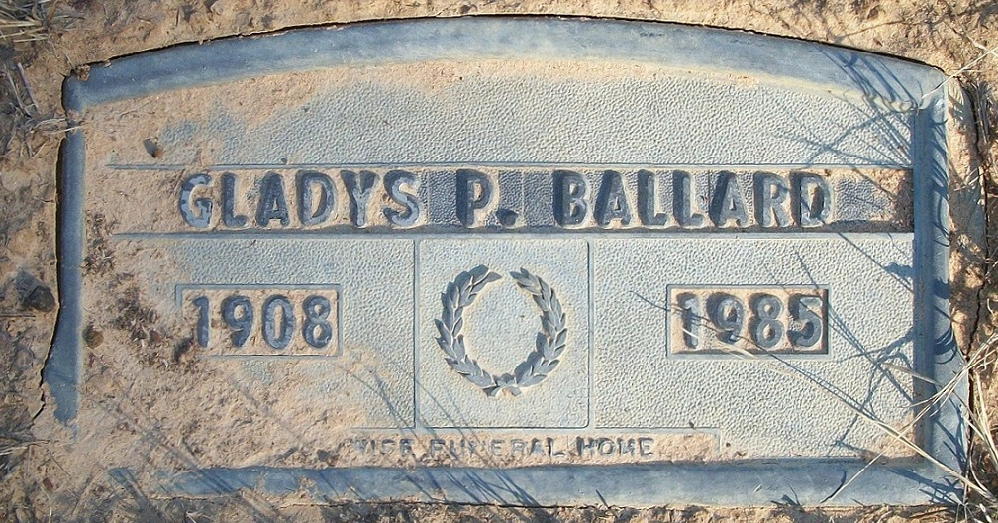 GLADYS P. BALLARD
1908 1985
FUNERAL HOME